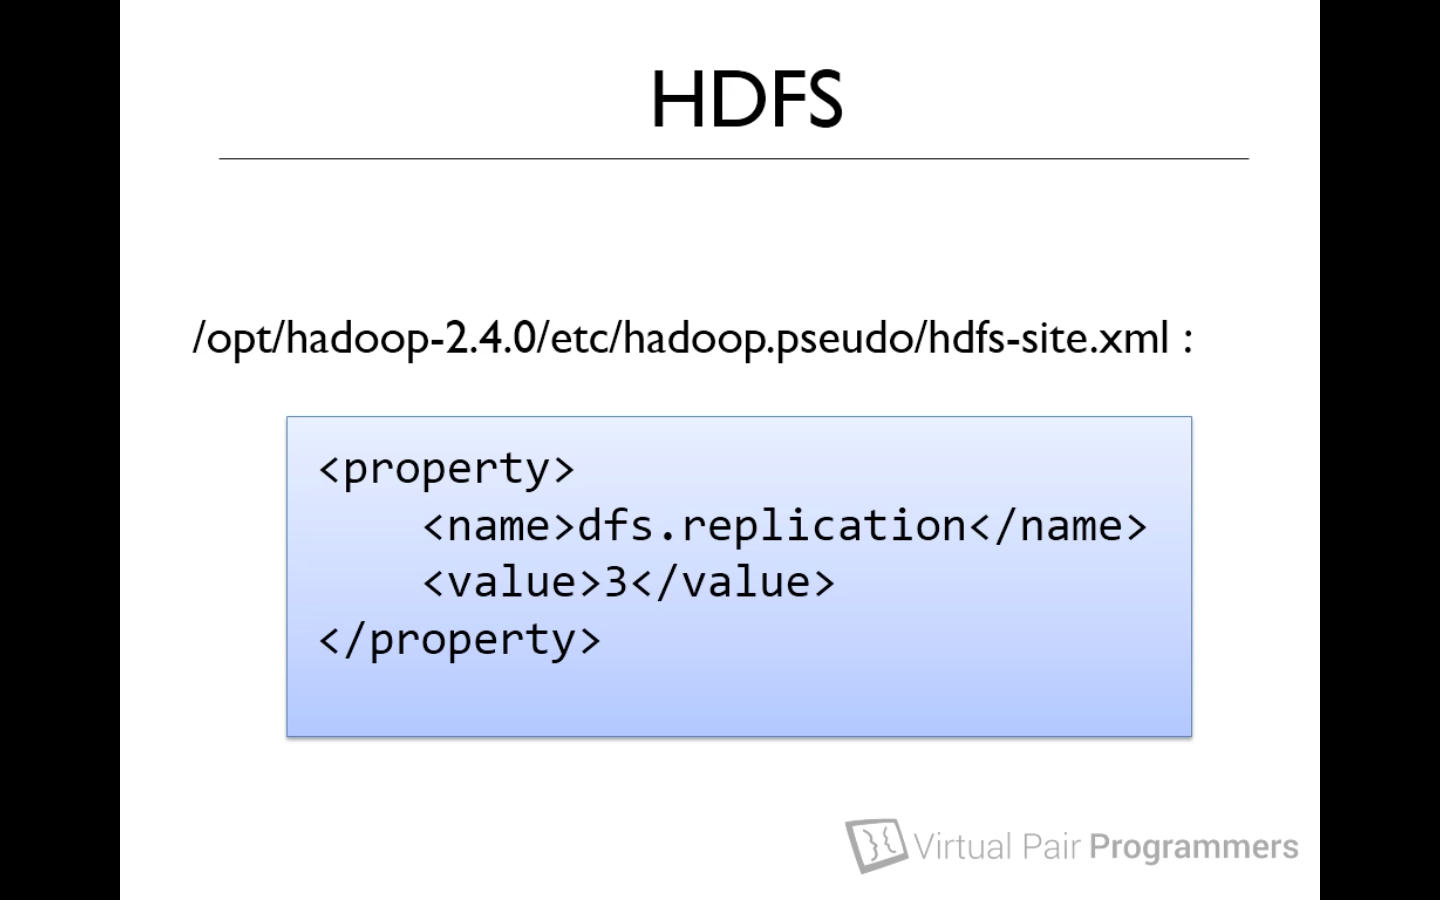 HDFS
/opt/hadoop-2.4.0/etc/hadoop.pseudo/hdfs-site.xml :
<property>
    <name>dfs.replication</name>
    <value>3</value>
</property>
Virtual Pair Programmers